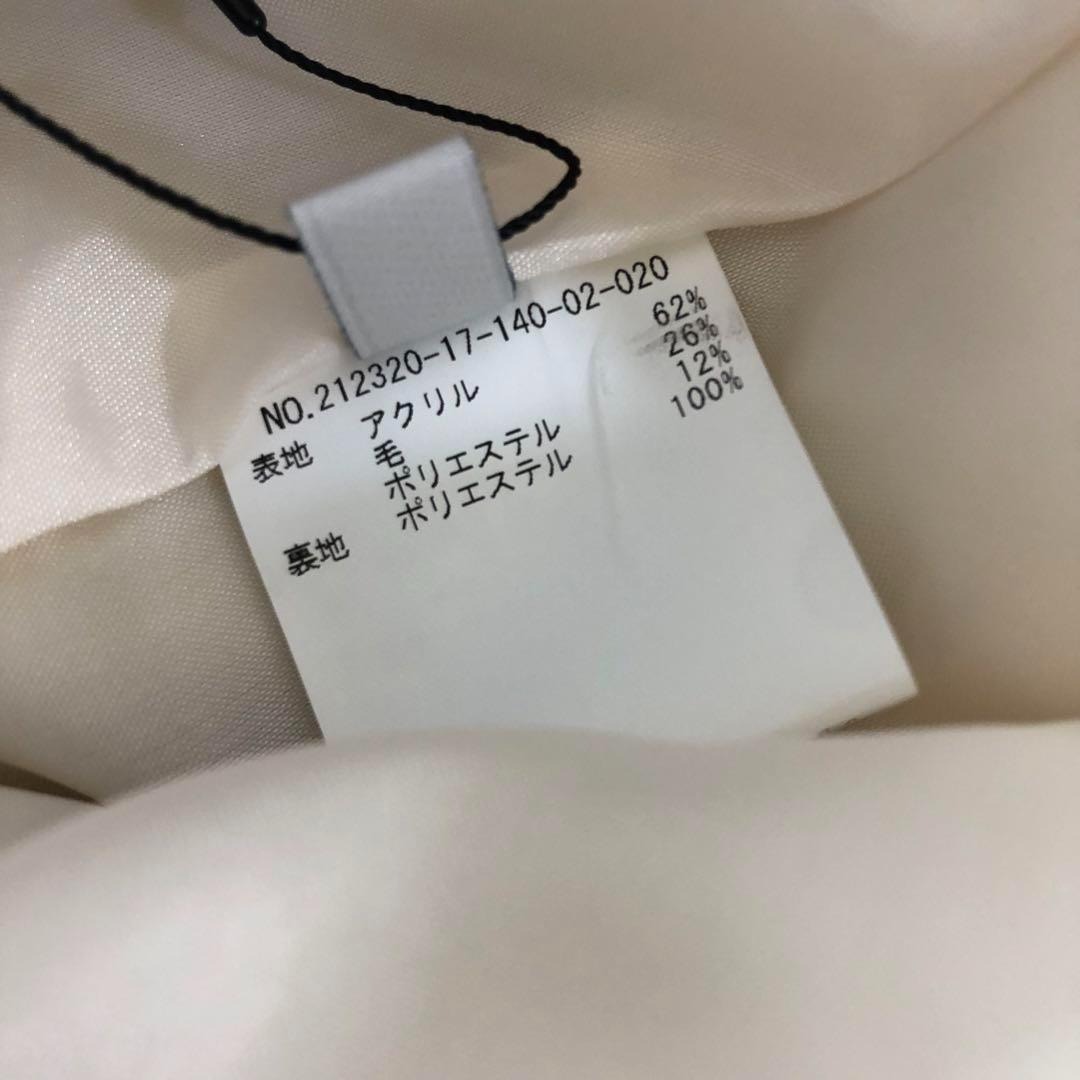 NO.212320-17-140-02-020
表地 アクリル 62%
毛 26%
ポリエステル 12%
裏地 ポリエステル 100%